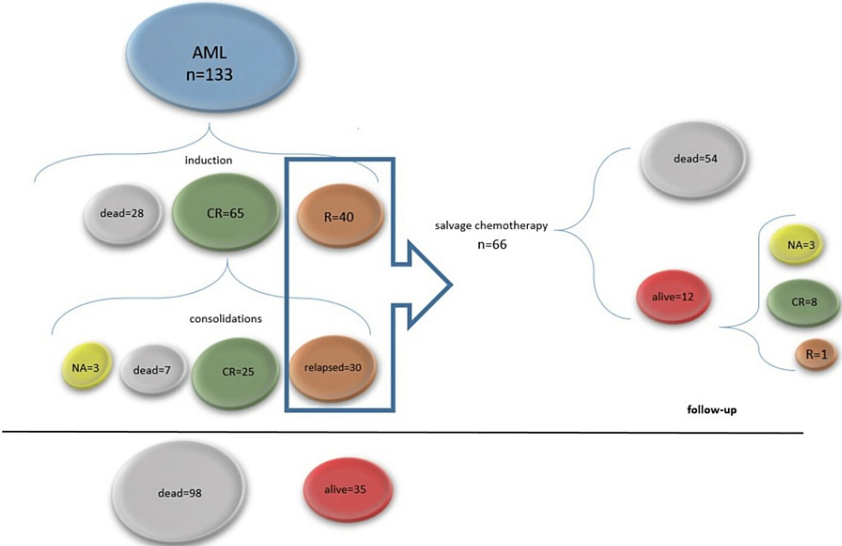 AML
n=133
induction
dead=28
CR=65
R=40
consolidations
NA=3
dead=7
CR=25
relapsed=30
salvage chemotherapy
n=66
dead=54
alive=12
NA=3
CR=8
R=1
follow-up
dead=98
alive=35